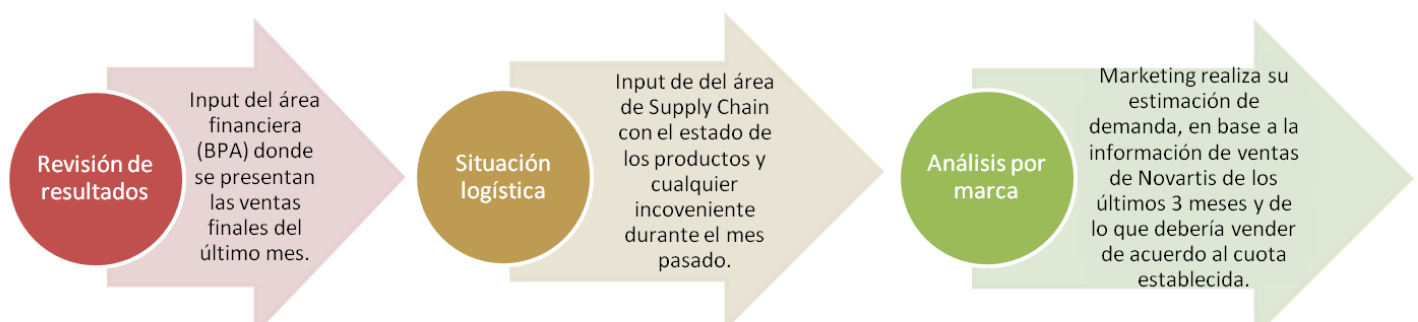 Revisión de
resultados
Input del área
financiera
(BPA) donde
se presentan
las ventas
finales del
último mes.
Situación
logística
Input de del área
de Supply Chain
con el estado de
los productos y
cualquier
incoveniente
durante el mes
pasado.
Análisis por
marca
Marketing realiza su
estimación de
demanda, en base a la
información de ventas
de Novartis de los
últimos 3 meses y de
lo que debería vender
de acuerdo al cuota
establecida.